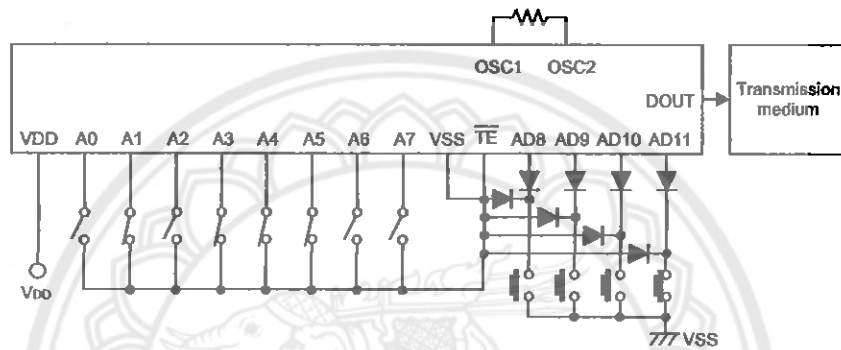 OSC1 OSC2
DOUT
Transmission
medium
VDD A0 A1 A2 A3 A4 A5 A6 A7 VSS TE AD8 AD9 AD10 AD11
VDD
VSS